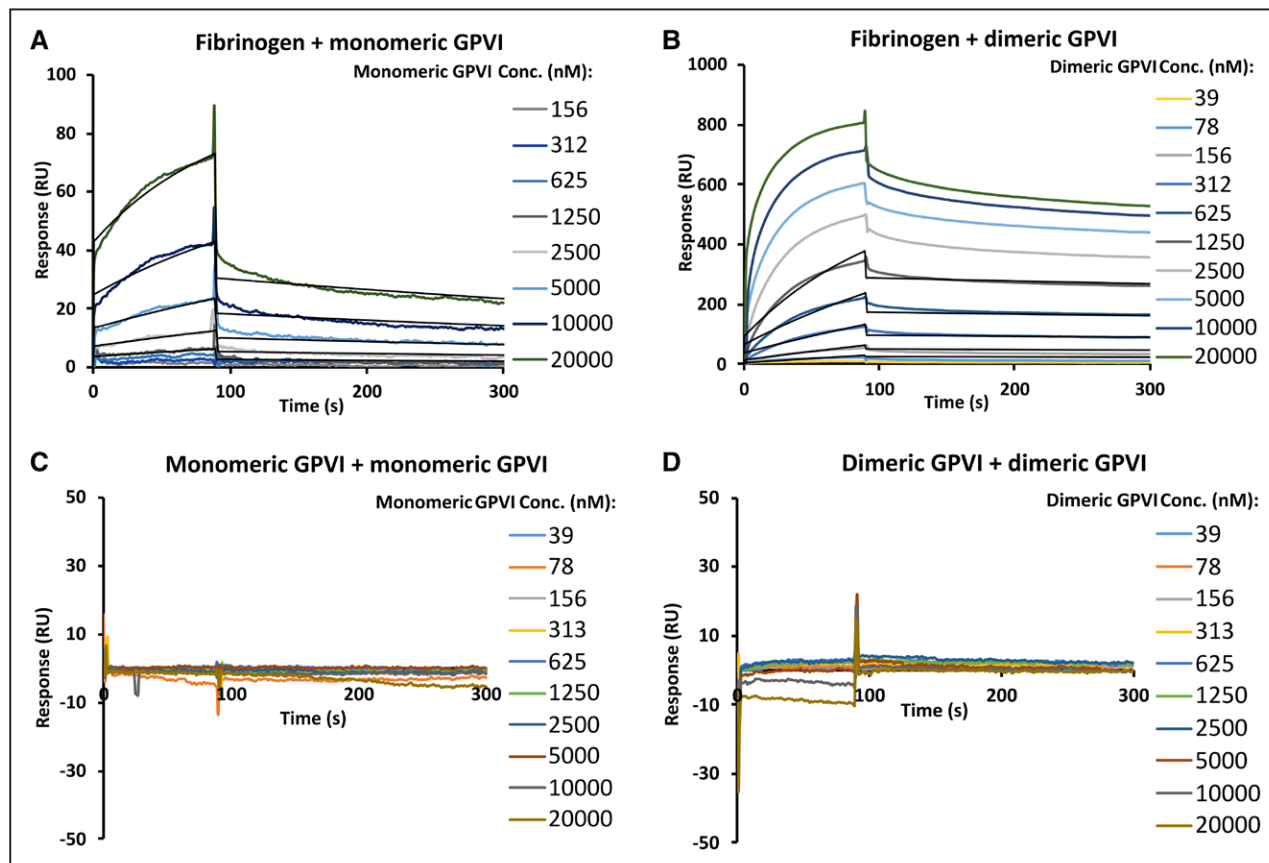 A
Fibrinogen + monomeric GPVI
Monomeric GPVI Conc. (nM):
156
312
625
1250
2500
5000
10000
20000
Response (RU)
100
80
60
40
20
0
0 100 200 300
Time (s)
B
Fibrinogen + dimeric GPVI
Dimeric GPVI Conc. (nM):
39
78
156
312
625
1250
2500
5000
10000
20000
Response (RU)
1000
800
600
400
200
0
0 100 200 300
Time (s)
C
Monomeric GPVI + monomeric GPVI
Monomeric GPVI Conc. (nM):
39
78
156
313
625
1250
2500
5000
10000
20000
Response (RU)
50
30
10
-10
-30
-50
0 100 200 300
Time (s)
D
Dimeric GPVI + dimeric GPVI
Dimeric GPVI Conc. (nM):
39
78
156
313
625
1250
2500
5000
10000
20000
Response (RU)
50
30
10
-10
-30
-50
0 100 200 300
Time (s)